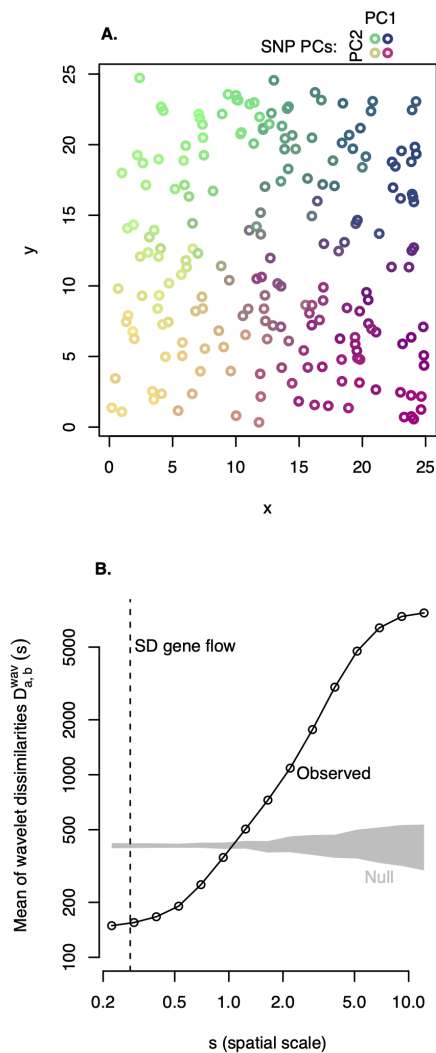 PC1
A.
SNP PCs:
PC2
25
20
15
10
5
0
y
0 5 10 15 20 25
x
B.
5000
2000
1000
500
200
100
Mean of wavelet dissimilarities D^wav_a, b (s)
SD gene flow
Observed
Null
0.2 0.5 1.0 2.0 5.0 10.0
s (spatial scale)